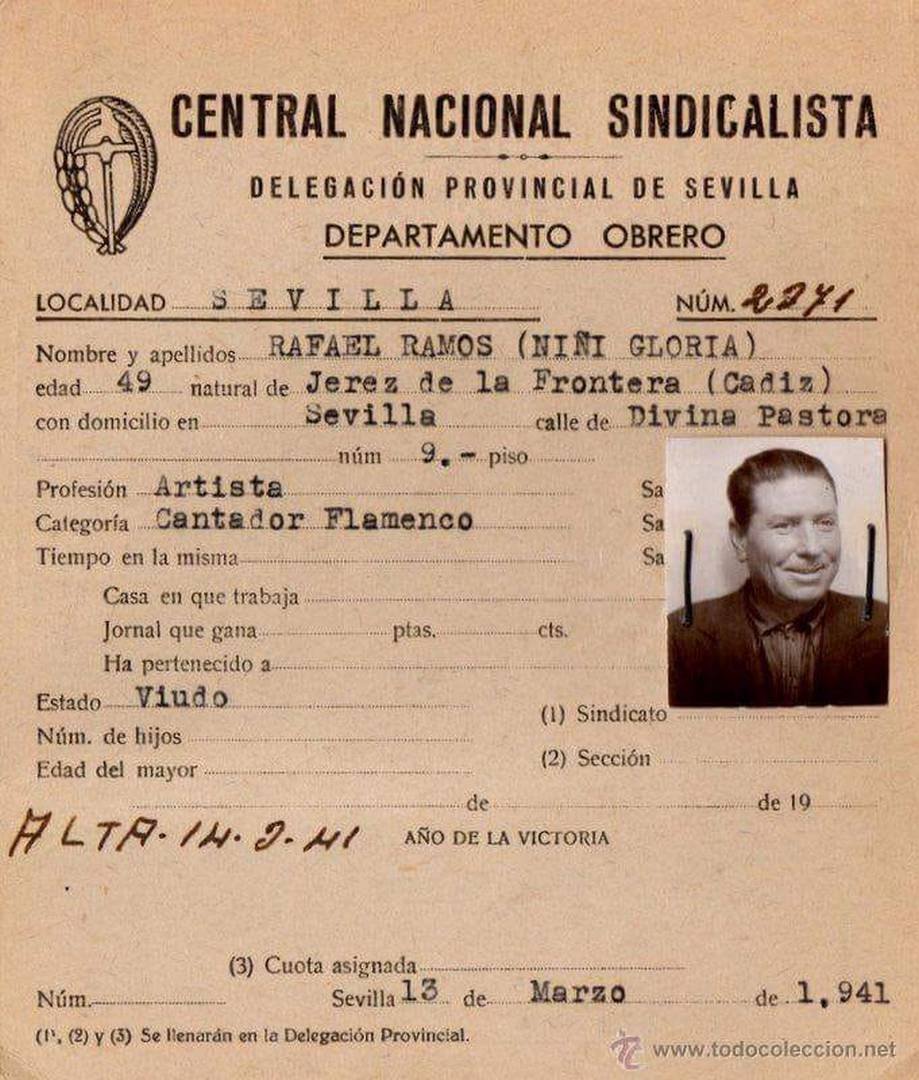 CENTRAL NACIONAL SINDICALISTA
DELEGACIÓN PROVINCIAL DE SEVILLA
DEPARTAMENTO OBRERO
LOCALIDAD SEVILLA NÚM. 2271
Nombre y apellidos RAFAEL RAMOS (NIÑI GLORIA)
edad 49 natural de Jerez de la Frontera (Cadiz)
con domicilio en Sevilla calle de Divina Pastora
núm 9.- piso
Profesión Artista Sa
Categoría Cantador Flamenco Sa
Tiempo en la misma Sa
Casa en que trabaja
Jornal que gana ptas. cts.
Ha pertenecido a
Estado Viudo
(1) Sindicato
Núm. de hijos
(2) Sección
Edad del mayor
de de 19
ALTA-14-3-41 AÑO DE LA VICTORIA
(3) Cuota asignada
Núm. Sevilla 13 de Marzo de 1,941
(1), (2) y (3) Se llenarán en la Delegación Provincial.
www.todocoleccion.net